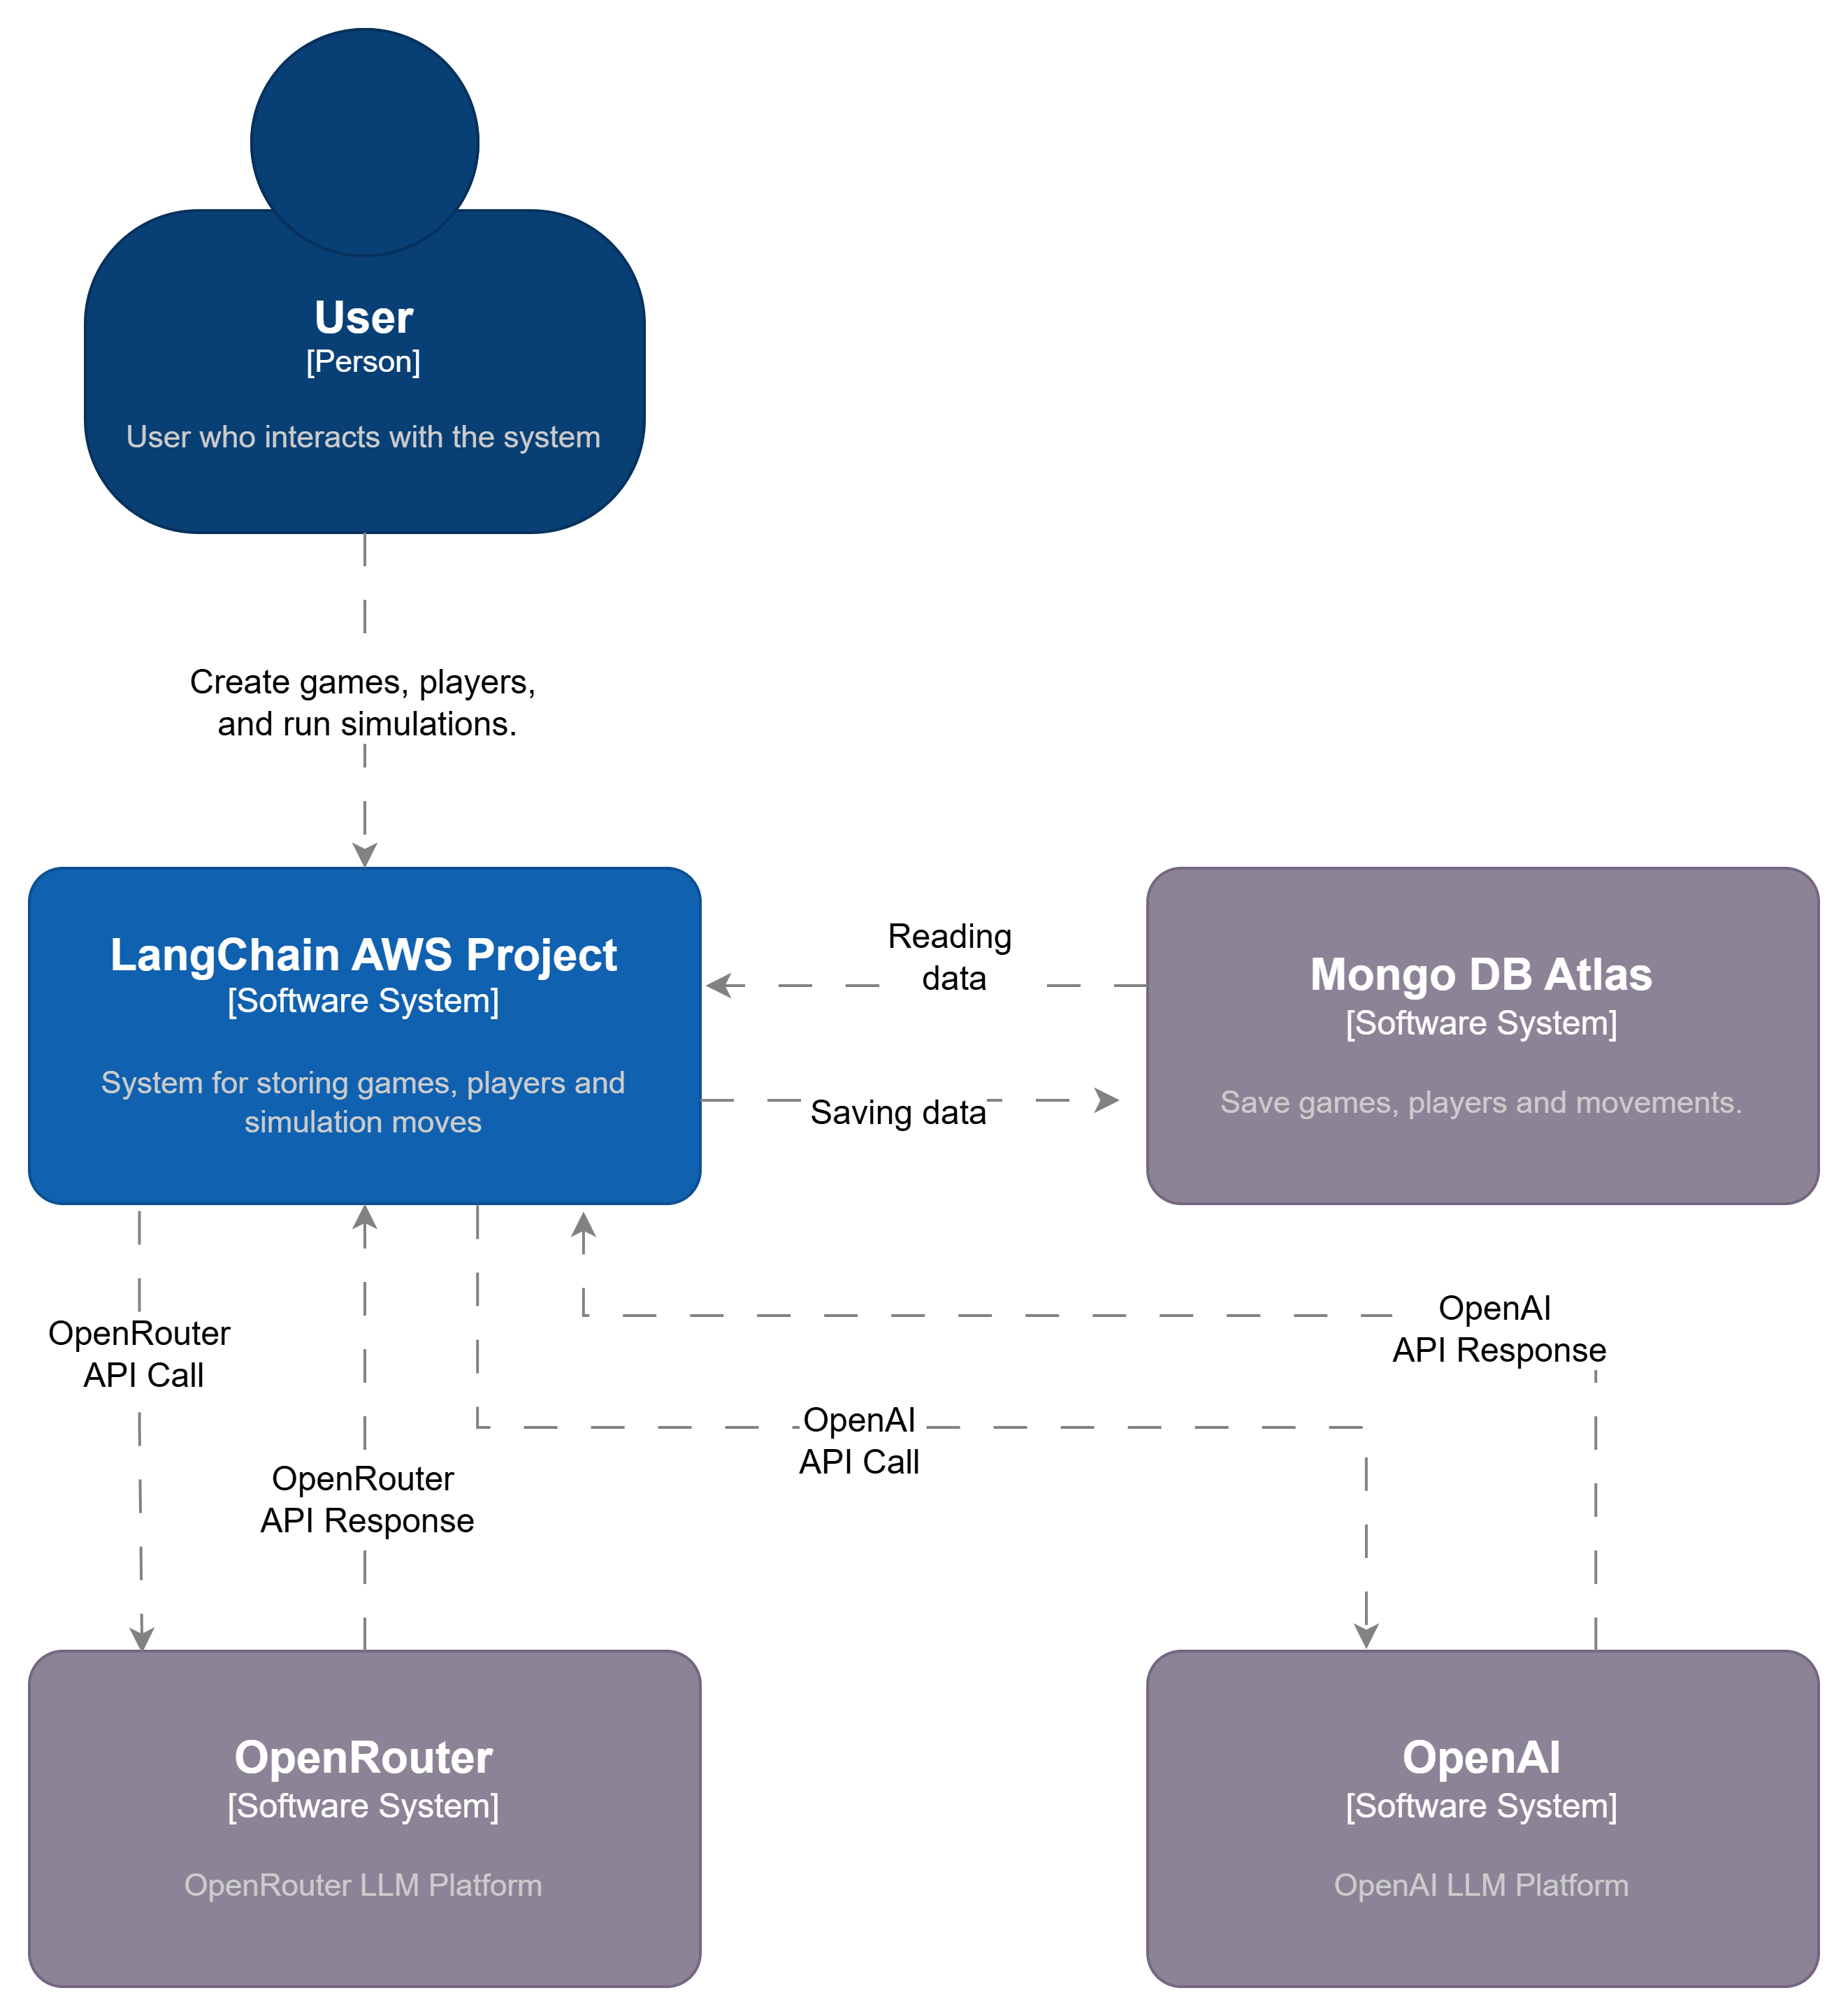 User
[Person]
User who interacts with the system
Create games, players,
and run simulations.
LangChain AWS Project
[Software System]
System for storing games, players and
simulation moves
Reading
data
Saving data
Mongo DB Atlas
[Software System]
Save games, players and movements.
OpenRouter
API Call
OpenRouter
API Response
OpenAI
API Call
OpenAI
API Response
OpenRouter
[Software System]
OpenRouter LLM Platform
OpenAI
[Software System]
OpenAI LLM Platform